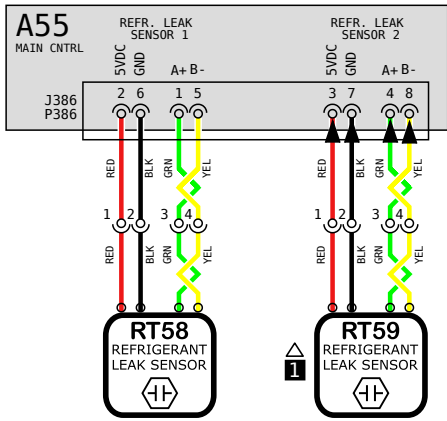 A55
MAIN CNTRL
REFR. LEAK
SENSOR 1
REFR. LEAK
SENSOR 2
5VDC GND A+ B-
5VDC GND A+ B-
J386
P386
2 6 1 5
3 7 4 8
RED BLK GRN YEL
RED BLK GRN YEL
1 2 3 4
1 2 3 4
RED BLK GRN YEL
RED BLK GRN YEL
RT58
REFRIGERANT
LEAK SENSOR
1
RT59
REFRIGERANT
LEAK SENSOR